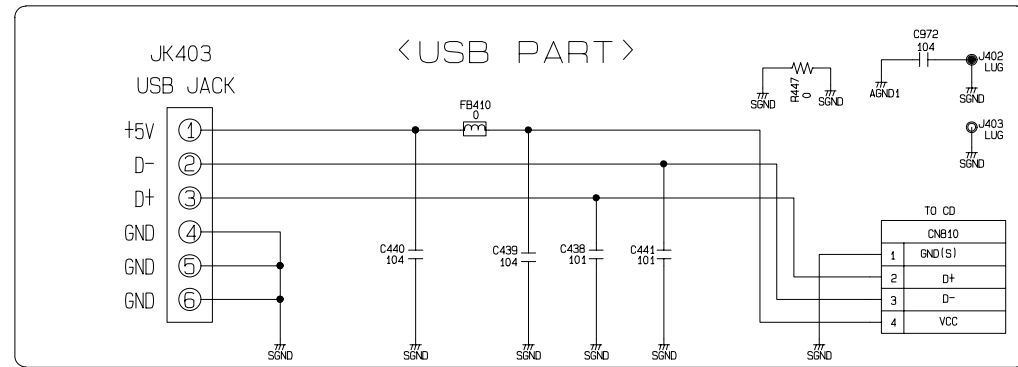 <USB PART>
JK403
USB JACK
+5V 1
D- 2
D+ 3
GND 4
GND 5
GND 6
SGND
C440
104
SGND
FB410
0
C439
104
SGND
C438
101
SGND
C441
101
SGND
SGND
R447
0
SGND
C972
104
AGND1
J402
LUG
SGND
J403
LUG
SGND
TO CD
CN810
1 GND(S)
2 D+
3 D-
4 VCC
SGND